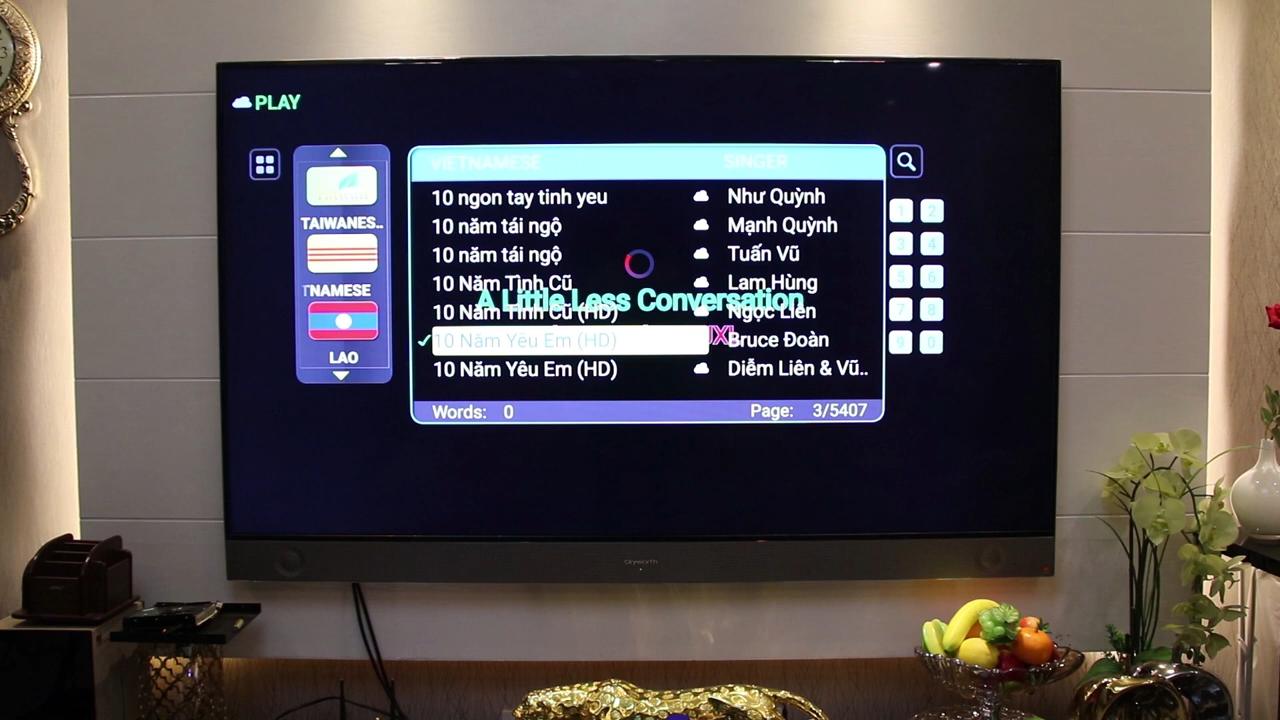 PLAY
VIETNAMESE SINGER
10 ngon tay tinh yeu Như Quỳnh
TAIWANES..
10 năm tái ngộ Mạnh Quỳnh
10 năm tái ngộ Tuấn Vũ
10 Năm Tình Cũ Lam Hùng
TNAMESE
A Little Less Conversation
10 Năm Tình Cũ (HD) Ngọc Liên
10 Năm Yêu Em (HD) Bruce Đoàn
LAO
10 Năm Yêu Em (HD) Diễm Liên & Vũ..
Words: 0 Page: 3/5407
1 2
3 4
5 6
7 8
9 0
Skyworth